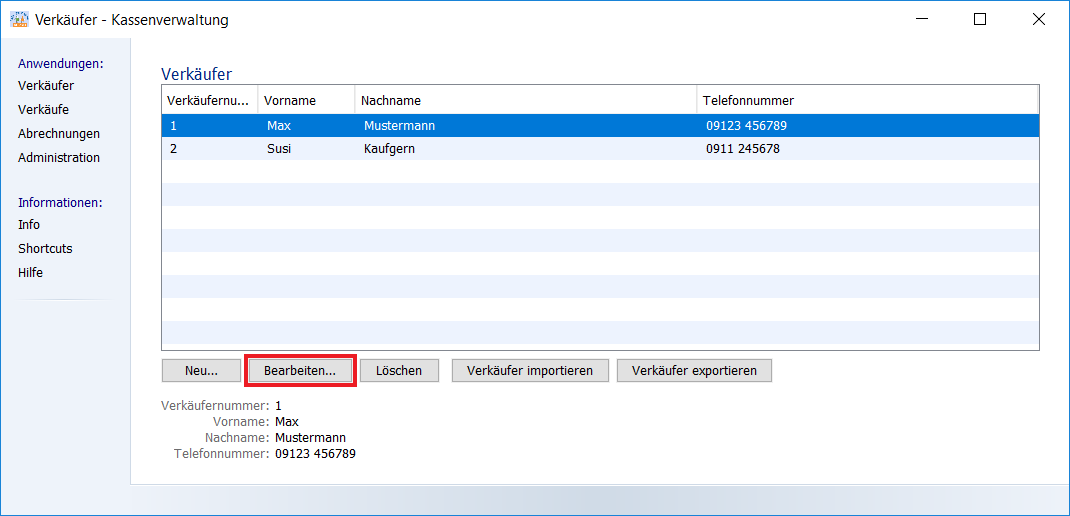 Verkäufer - Kassenverwaltung
Anwendungen:
Verkäufer
Verkäufe
Abrechnungen
Administration
Informationen:
Info
Shortcuts
Hilfe
Verkäufer
Verkäufernu... Vorname Nachname Telefonnummer
1 Max Mustermann 09123 456789
2 Susi Kaufgern 0911 245678
Neu... Bearbeiten... Löschen Verkäufer importieren Verkäufer exportieren
Verkäufernummer: 1
Vorname: Max
Nachname: Mustermann
Telefonnummer: 09123 456789